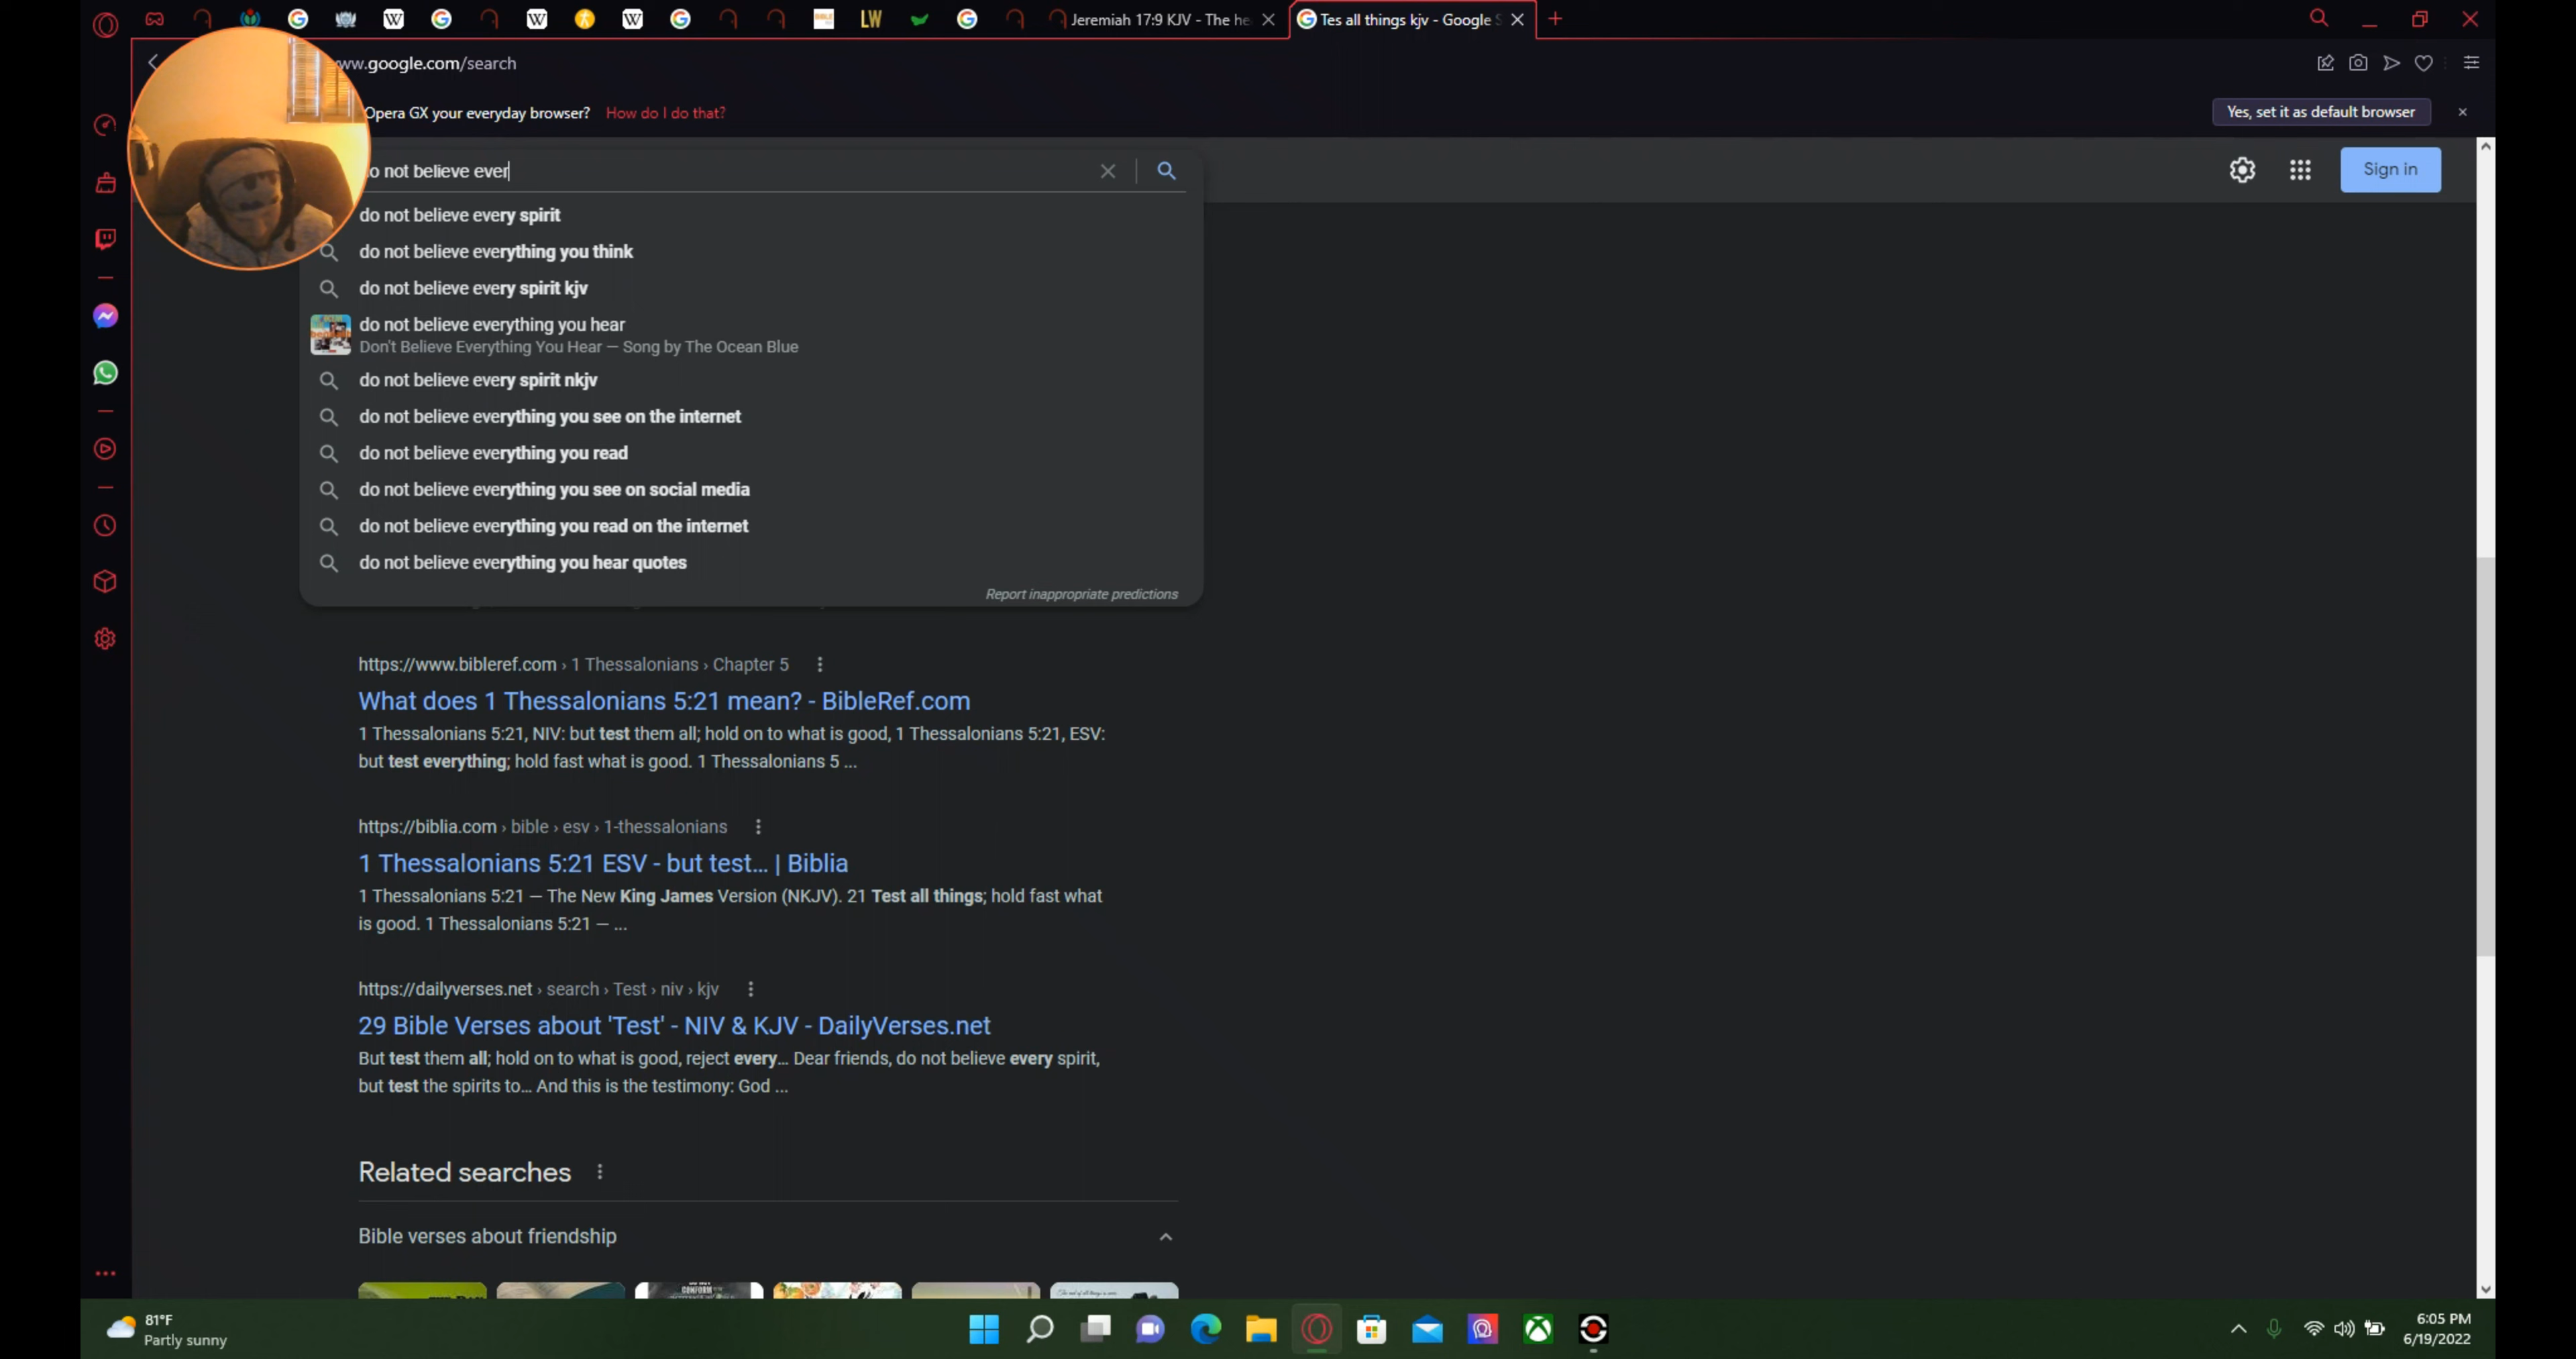 Jeremiah 17:9 KJV - The he
Tes all things kjv - Google S
ww.google.com/search
Opera GX your everyday browser? How do I do that?
Yes, set it as default browser
o not believe ever
Sign in
do not believe every spirit
do not believe everything you think
do not believe every spirit kjv
do not believe everything you hear
Don't Believe Everything You Hear — Song by The Ocean Blue
do not believe every spirit nkjv
do not believe everything you see on the internet
do not believe everything you read
do not believe everything you see on social media
do not believe everything you read on the internet
do not believe everything you hear quotes
Report inappropriate predictions
https://www.bibleref.com › 1 Thessalonians › Chapter 5
What does 1 Thessalonians 5:21 mean? - BibleRef.com
1 Thessalonians 5:21, NIV: but test them all; hold on to what is good, 1 Thessalonians 5:21, ESV:
but test everything; hold fast what is good. 1 Thessalonians 5 ...
https://biblia.com › bible › esv › 1-thessalonians
1 Thessalonians 5:21 ESV - but test... | Biblia
1 Thessalonians 5:21 — The New King James Version (NKJV). 21 Test all things; hold fast what
is good. 1 Thessalonians 5:21 — ...
https://dailyverses.net › search › Test › niv › kjv
29 Bible Verses about 'Test' - NIV & KJV - DailyVerses.net
But test them all; hold on to what is good, reject every... Dear friends, do not believe every spirit,
but test the spirits to... And this is the testimony: God ...
Related searches
Bible verses about friendship
81°F
Partly sunny
6:05 PM
6/19/2022